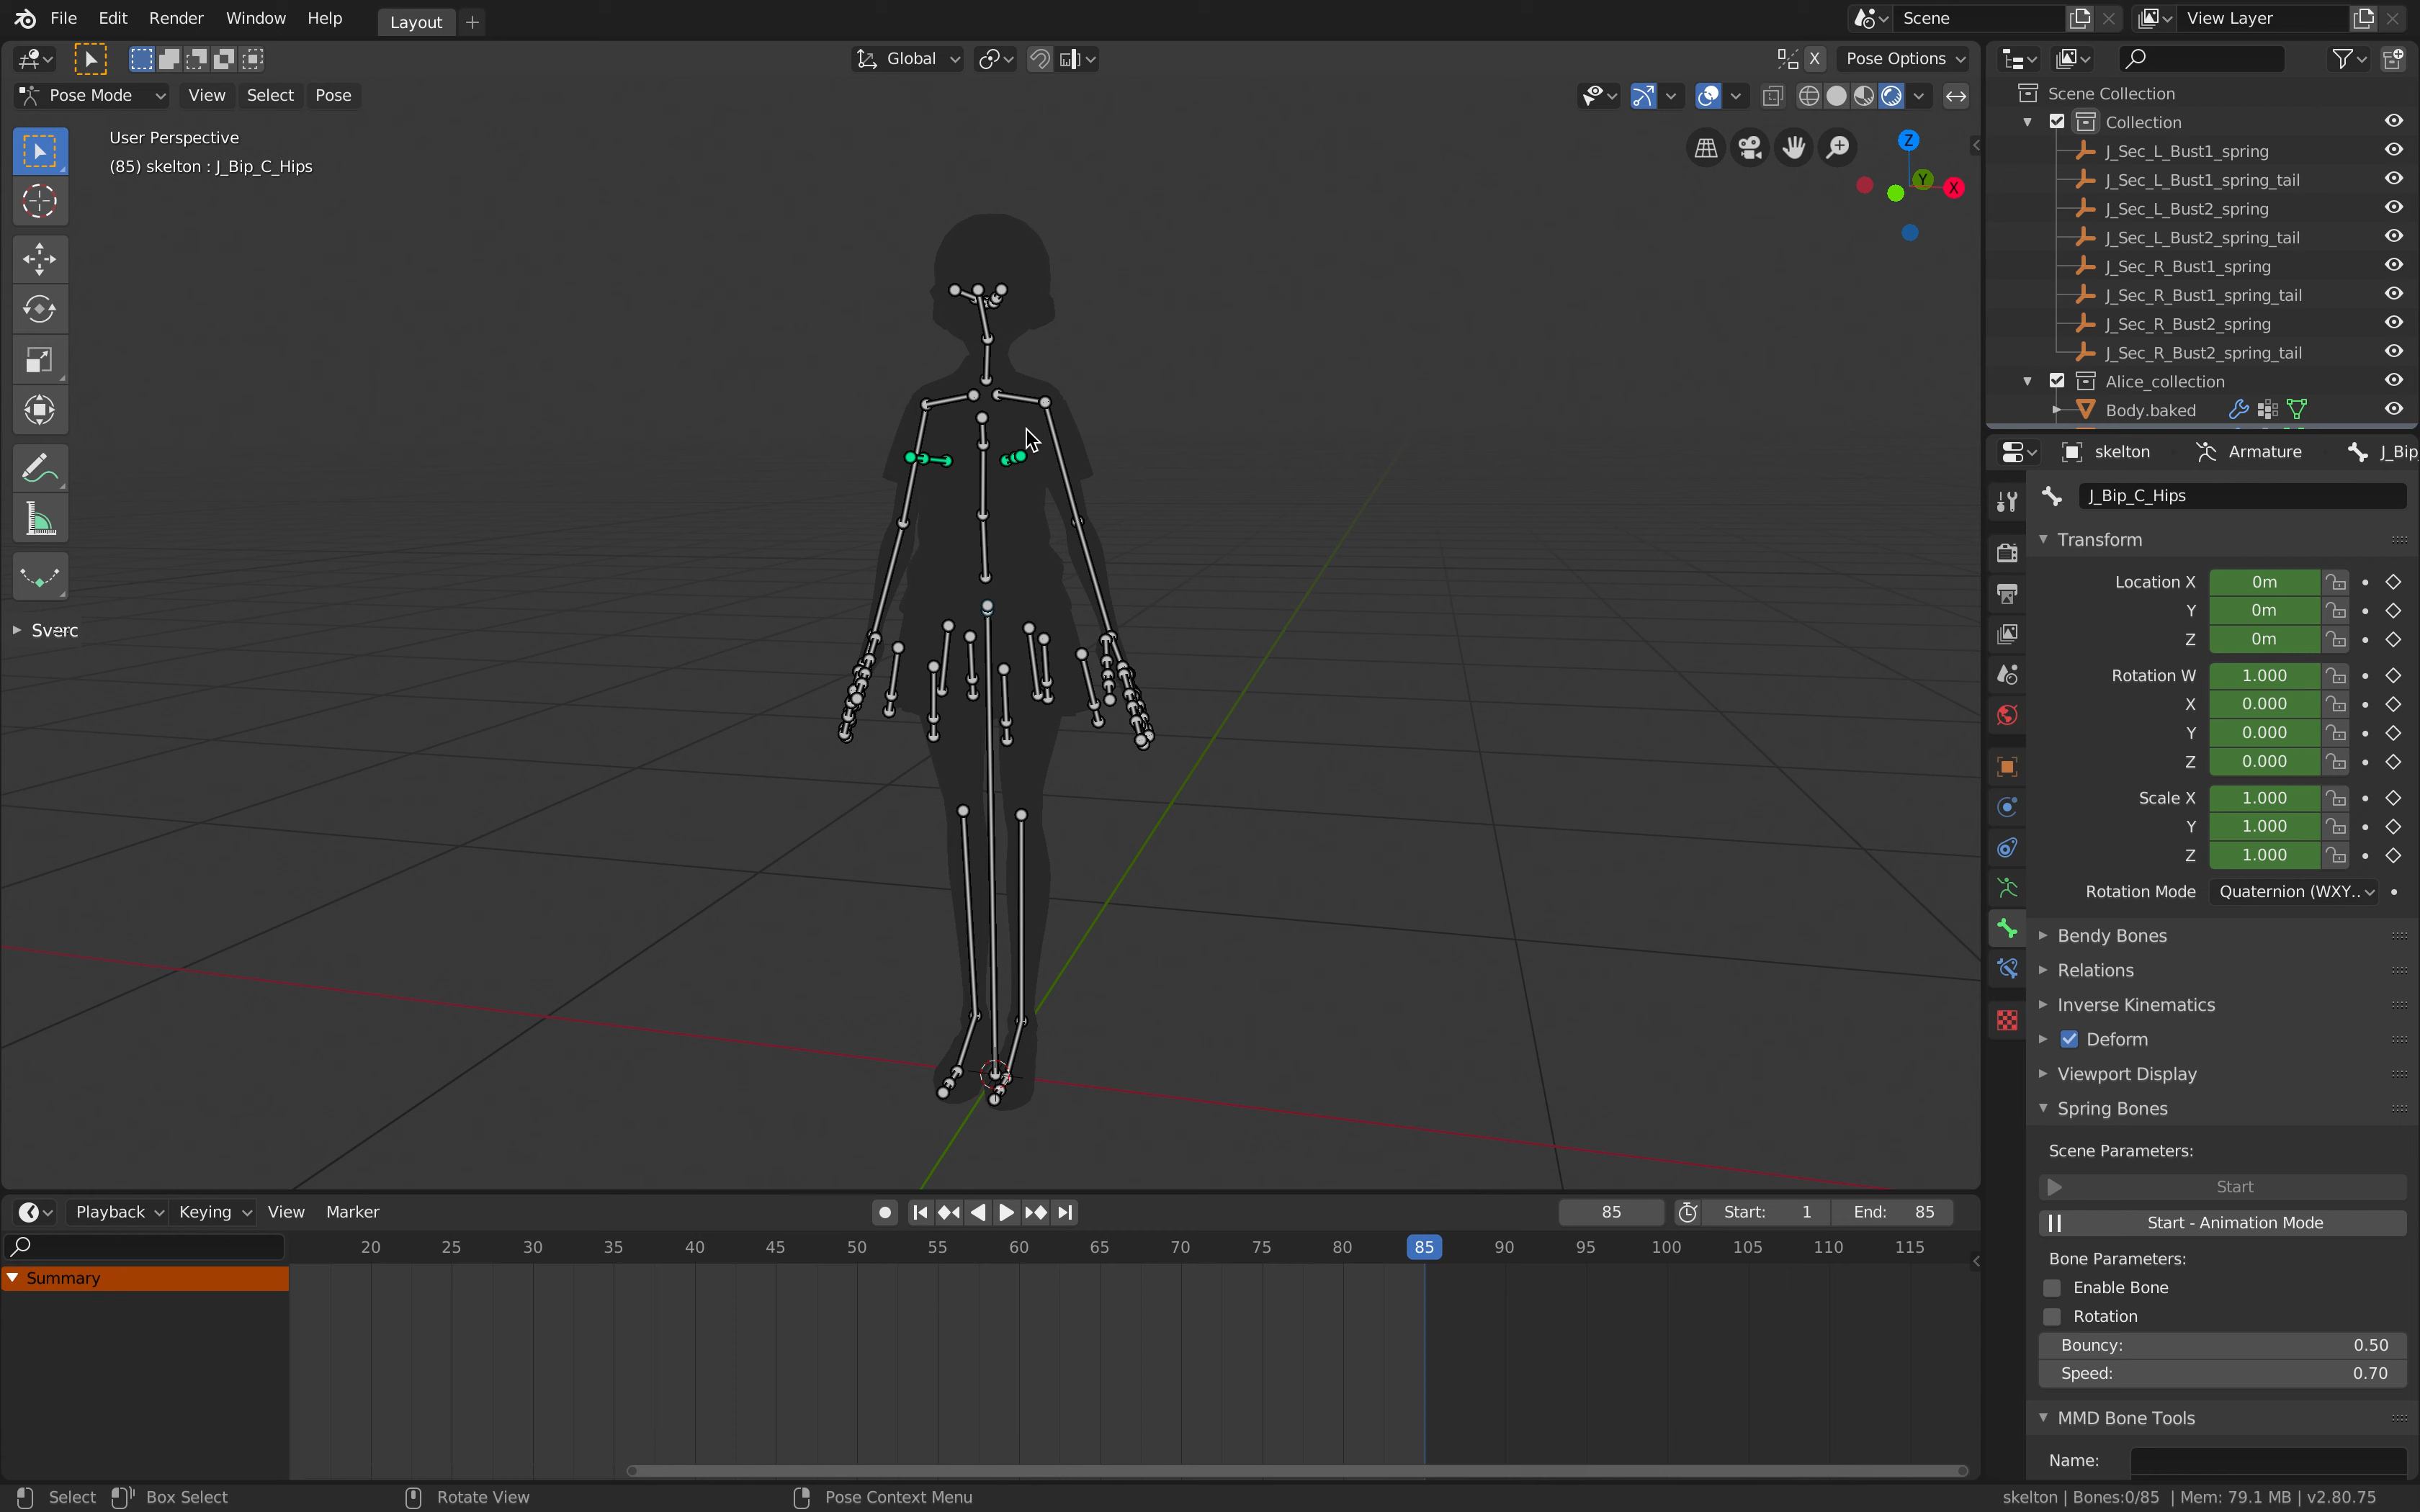 File Edit Render Window Help Layout + Scene View Layer
Global X Pose Options
Pose Mode View Select Pose
User Perspective
(85) skelton : J_Bip_C_Hips
Z
Y
X
Scene Collection
Collection
J_Sec_L_Bust1_spring
J_Sec_L_Bust1_spring_tail
J_Sec_L_Bust2_spring
J_Sec_L_Bust2_spring_tail
J_Sec_R_Bust1_spring
J_Sec_R_Bust1_spring_tail
J_Sec_R_Bust2_spring
J_Sec_R_Bust2_spring_tail
Alice_collection
Body.baked
skelton Armature J_Bip
J_Bip_C_Hips
Transform
Location X 0m
Y 0m
Z 0m
Rotation W 1.000
X 0.000
Y 0.000
Z 0.000
Scale X 1.000
Y 1.000
Z 1.000
Rotation Mode Quaternion (WXY..
Bendy Bones
Relations
Inverse Kinematics
Deform
Viewport Display
Spring Bones
Scene Parameters:
Start
Start - Animation Mode
Bone Parameters:
Enable Bone
Rotation
Bouncy: 0.50
Speed: 0.70
MMD Bone Tools
Name:
Playback Keying View Marker 85 Start: 1 End: 85
20 25 30 35 40 45 50 55 60 65 70 75 80 85 90 95 100 105 110 115
Summary
Select Box Select Rotate View Pose Context Menu skelton | Bones:0/85 | Mem: 79.1 MB | v2.80.75